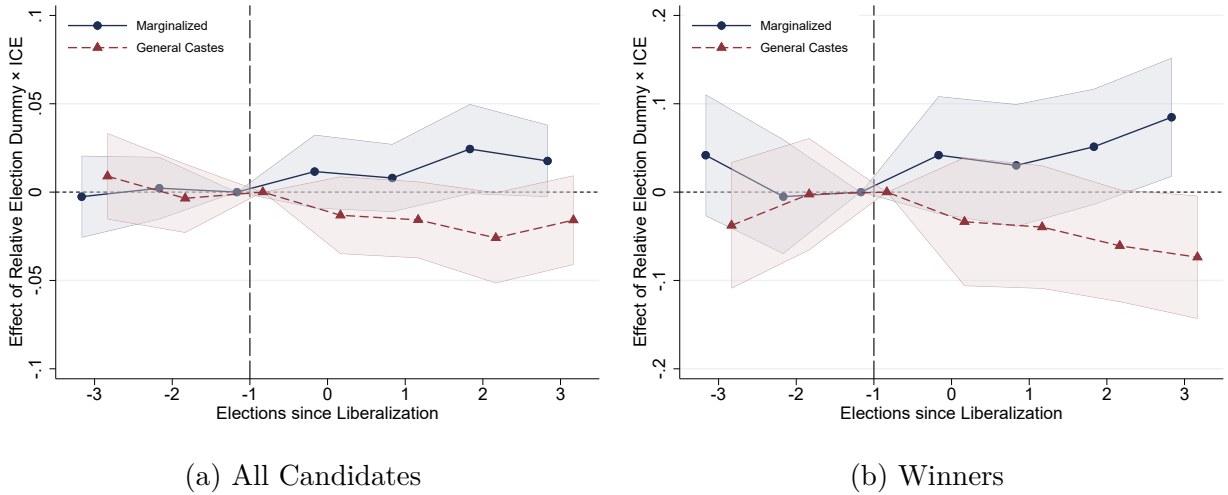 Effect of Relative Election Dummy × ICE
.1
.05
0
-.05
-.1
Marginalized
General Castes
-3 -2 -1 0 1 2 3
Elections since Liberalization
(a) All Candidates
Effect of Relative Election Dummy × ICE
.2
.1
0
-.1
-.2
Marginalized
General Castes
-3 -2 -1 0 1 2 3
Elections since Liberalization
(b) Winners